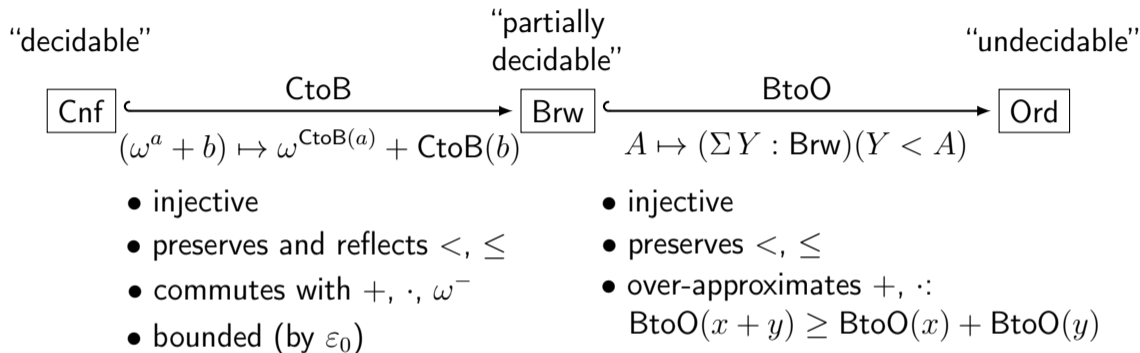 “decidable”
“partially
decidable”
“undecidable”
Cnf
CtoB
Brw
BtoO
Ord
(ω^a + b) ↦ ω^{CtoB(a)} + CtoB(b)
A ↦ (Σ Y : Brw)(Y < A)
• injective
• preserves and reflects <, ≤
• commutes with +, ·, ω^−
• bounded (by ε₀)
• injective
• preserves <, ≤
• over-approximates +, ·:
BtoO(x + y) ≥ BtoO(x) + BtoO(y)